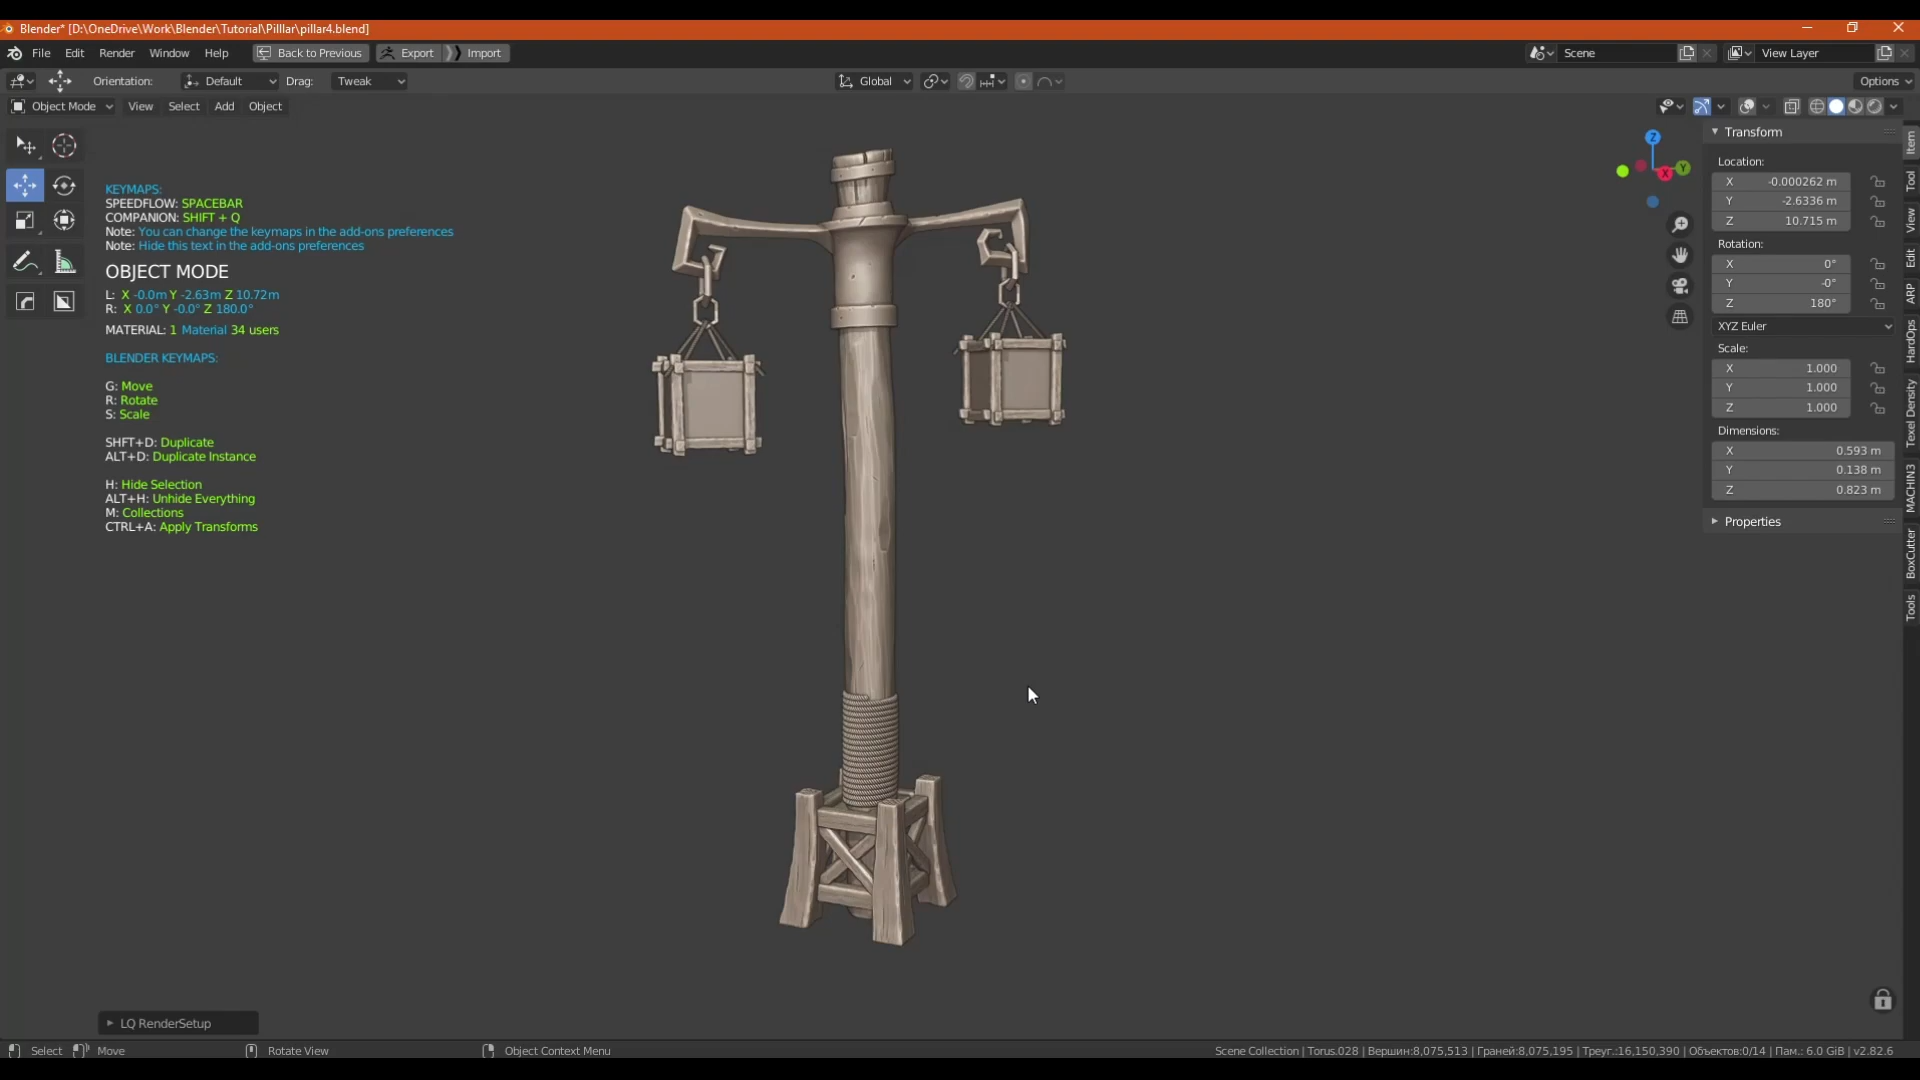 Blender* [D:\OneDrive\Work\Blender\Tutorial\Pilllar\pillar4.blend]
File Edit Render Window Help Back to Previous Export Import Scene View Layer
Orientation: Default Drag: Tweak Global Options
Object Mode View Select Add Object
KEYMAPS:
SPEEDFLOW: SPACEBAR
COMPANION: SHIFT + Q
Note: You can change the keymaps in the add-ons preferences
Note: Hide this text in the add-ons preferences
OBJECT MODE
L: X -0.0m Y -2.63m Z 10.72m
R: X 0.0° Y -0.0° Z 180.0°
MATERIAL: 1 Material 34 users
BLENDER KEYMAPS:
G: Move
R: Rotate
S: Scale
SHFT+D: Duplicate
ALT+D: Duplicate Instance
H: Hide Selection
ALT+H: Unhide Everything
M: Collections
CTRL+A: Apply Transforms
LQ RenderSetup
Z
Y
X
Transform
Location:
X -0.000262 m
Y -2.6336 m
Z 10.715 m
Rotation:
X 0°
Y -0°
Z 180°
XYZ Euler
Scale:
X 1.000
Y 1.000
Z 1.000
Dimensions:
X 0.593 m
Y 0.138 m
Z 0.823 m
Properties
Item
Tool
View
Edit
ARP
HardOps
Texel Density
MACHIN3
BoxCutter
Tools
Select Move Rotate View Object Context Menu Scene Collection | Torus.028 | Вершин:8,075,513 | Граней:8,075,195 | Треуг.:16,150,390 | Объектов:0/14 | Пам.: 6.0 GiB | v2.82.6